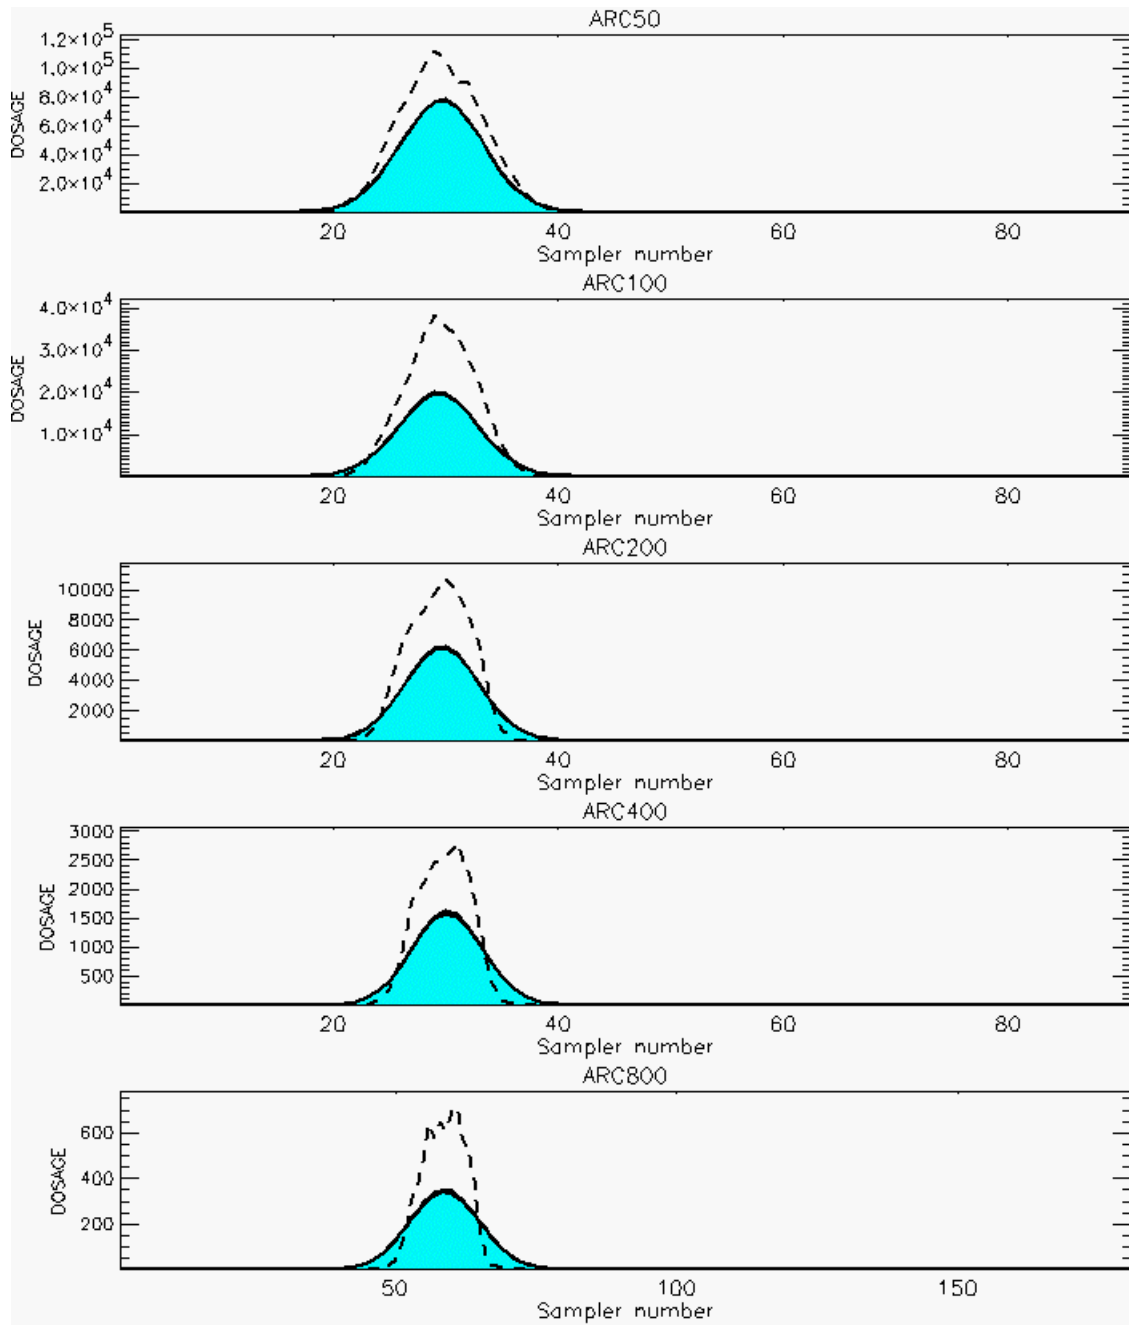 ARC50
1.2×10^5
1.0×10^5
8.0×10^4
6.0×10^4
4.0×10^4
2.0×10^4
DOSAGE
20 40 60 80
Sampler number
ARC100
4.0×10^4
3.0×10^4
2.0×10^4
1.0×10^4
DOSAGE
20 40 60 80
Sampler number
ARC200
10000
8000
6000
4000
2000
DOSAGE
20 40 60 80
Sampler number
ARC400
3000
2500
2000
1500
1000
500
DOSAGE
20 40 60 80
Sampler number
ARC800
600
400
200
DOSAGE
50 100 150
Sampler number